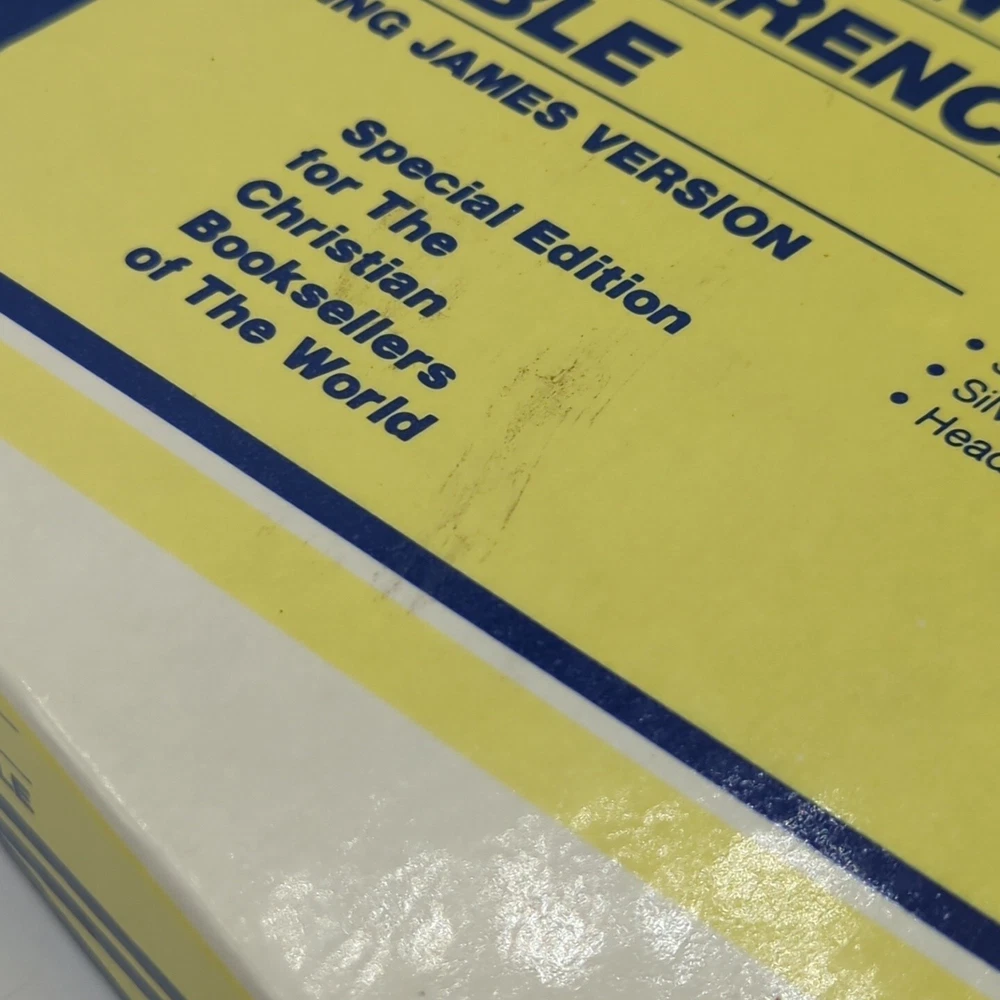 BLE
KING JAMES VERSION
Special Edition
for The
Christian
Booksellers
of The World